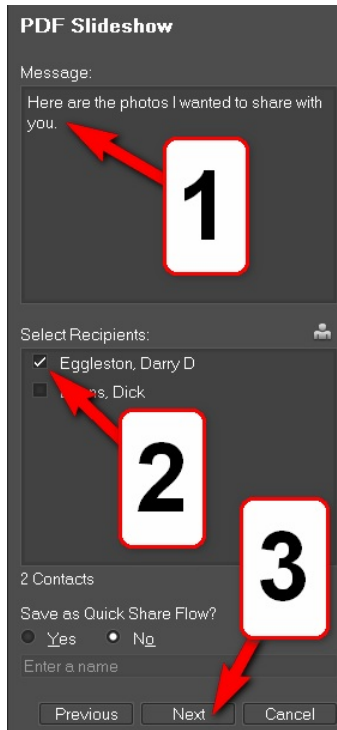 PDF Slideshow
Message:
Here are the photos I wanted to share with
you.
1
Select Recipients:
Eggleston, Darry D
Dick
2
3
2 Contacts
Save as Quick Share Flow?
Yes No
Enter a name
Previous Next Cancel